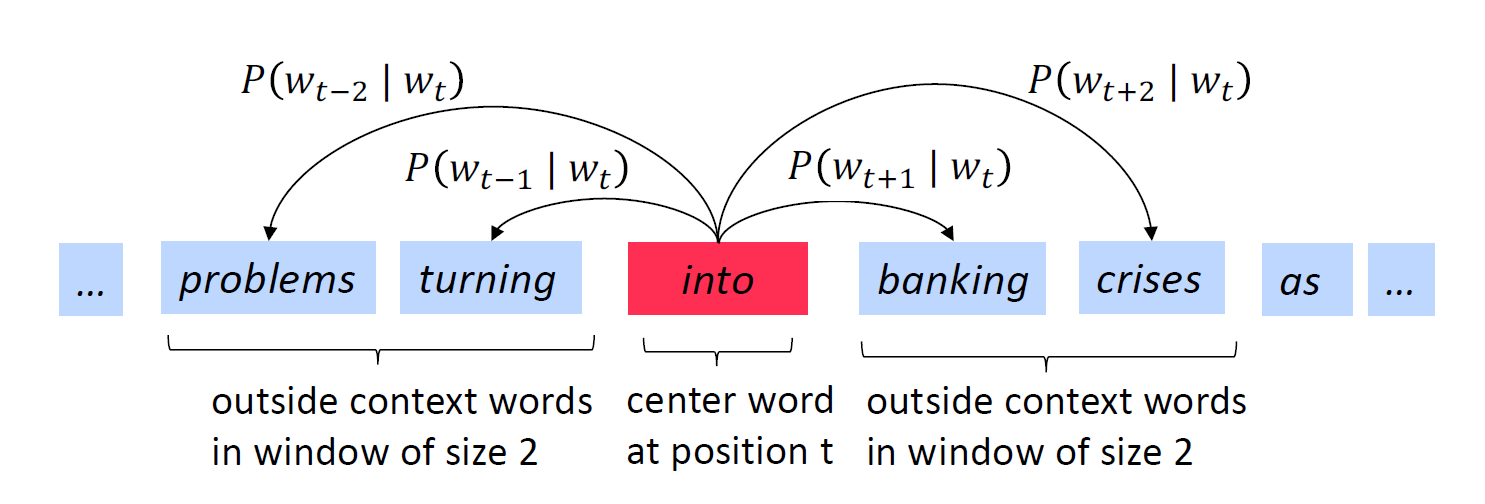 P(w_{t−2} | w_t)
P(w_{t+2} | w_t)
P(w_{t−1} | w_t)
P(w_{t+1} | w_t)
... problems turning into banking crises as ...
outside context words
in window of size 2
center word
at position t
outside context words
in window of size 2